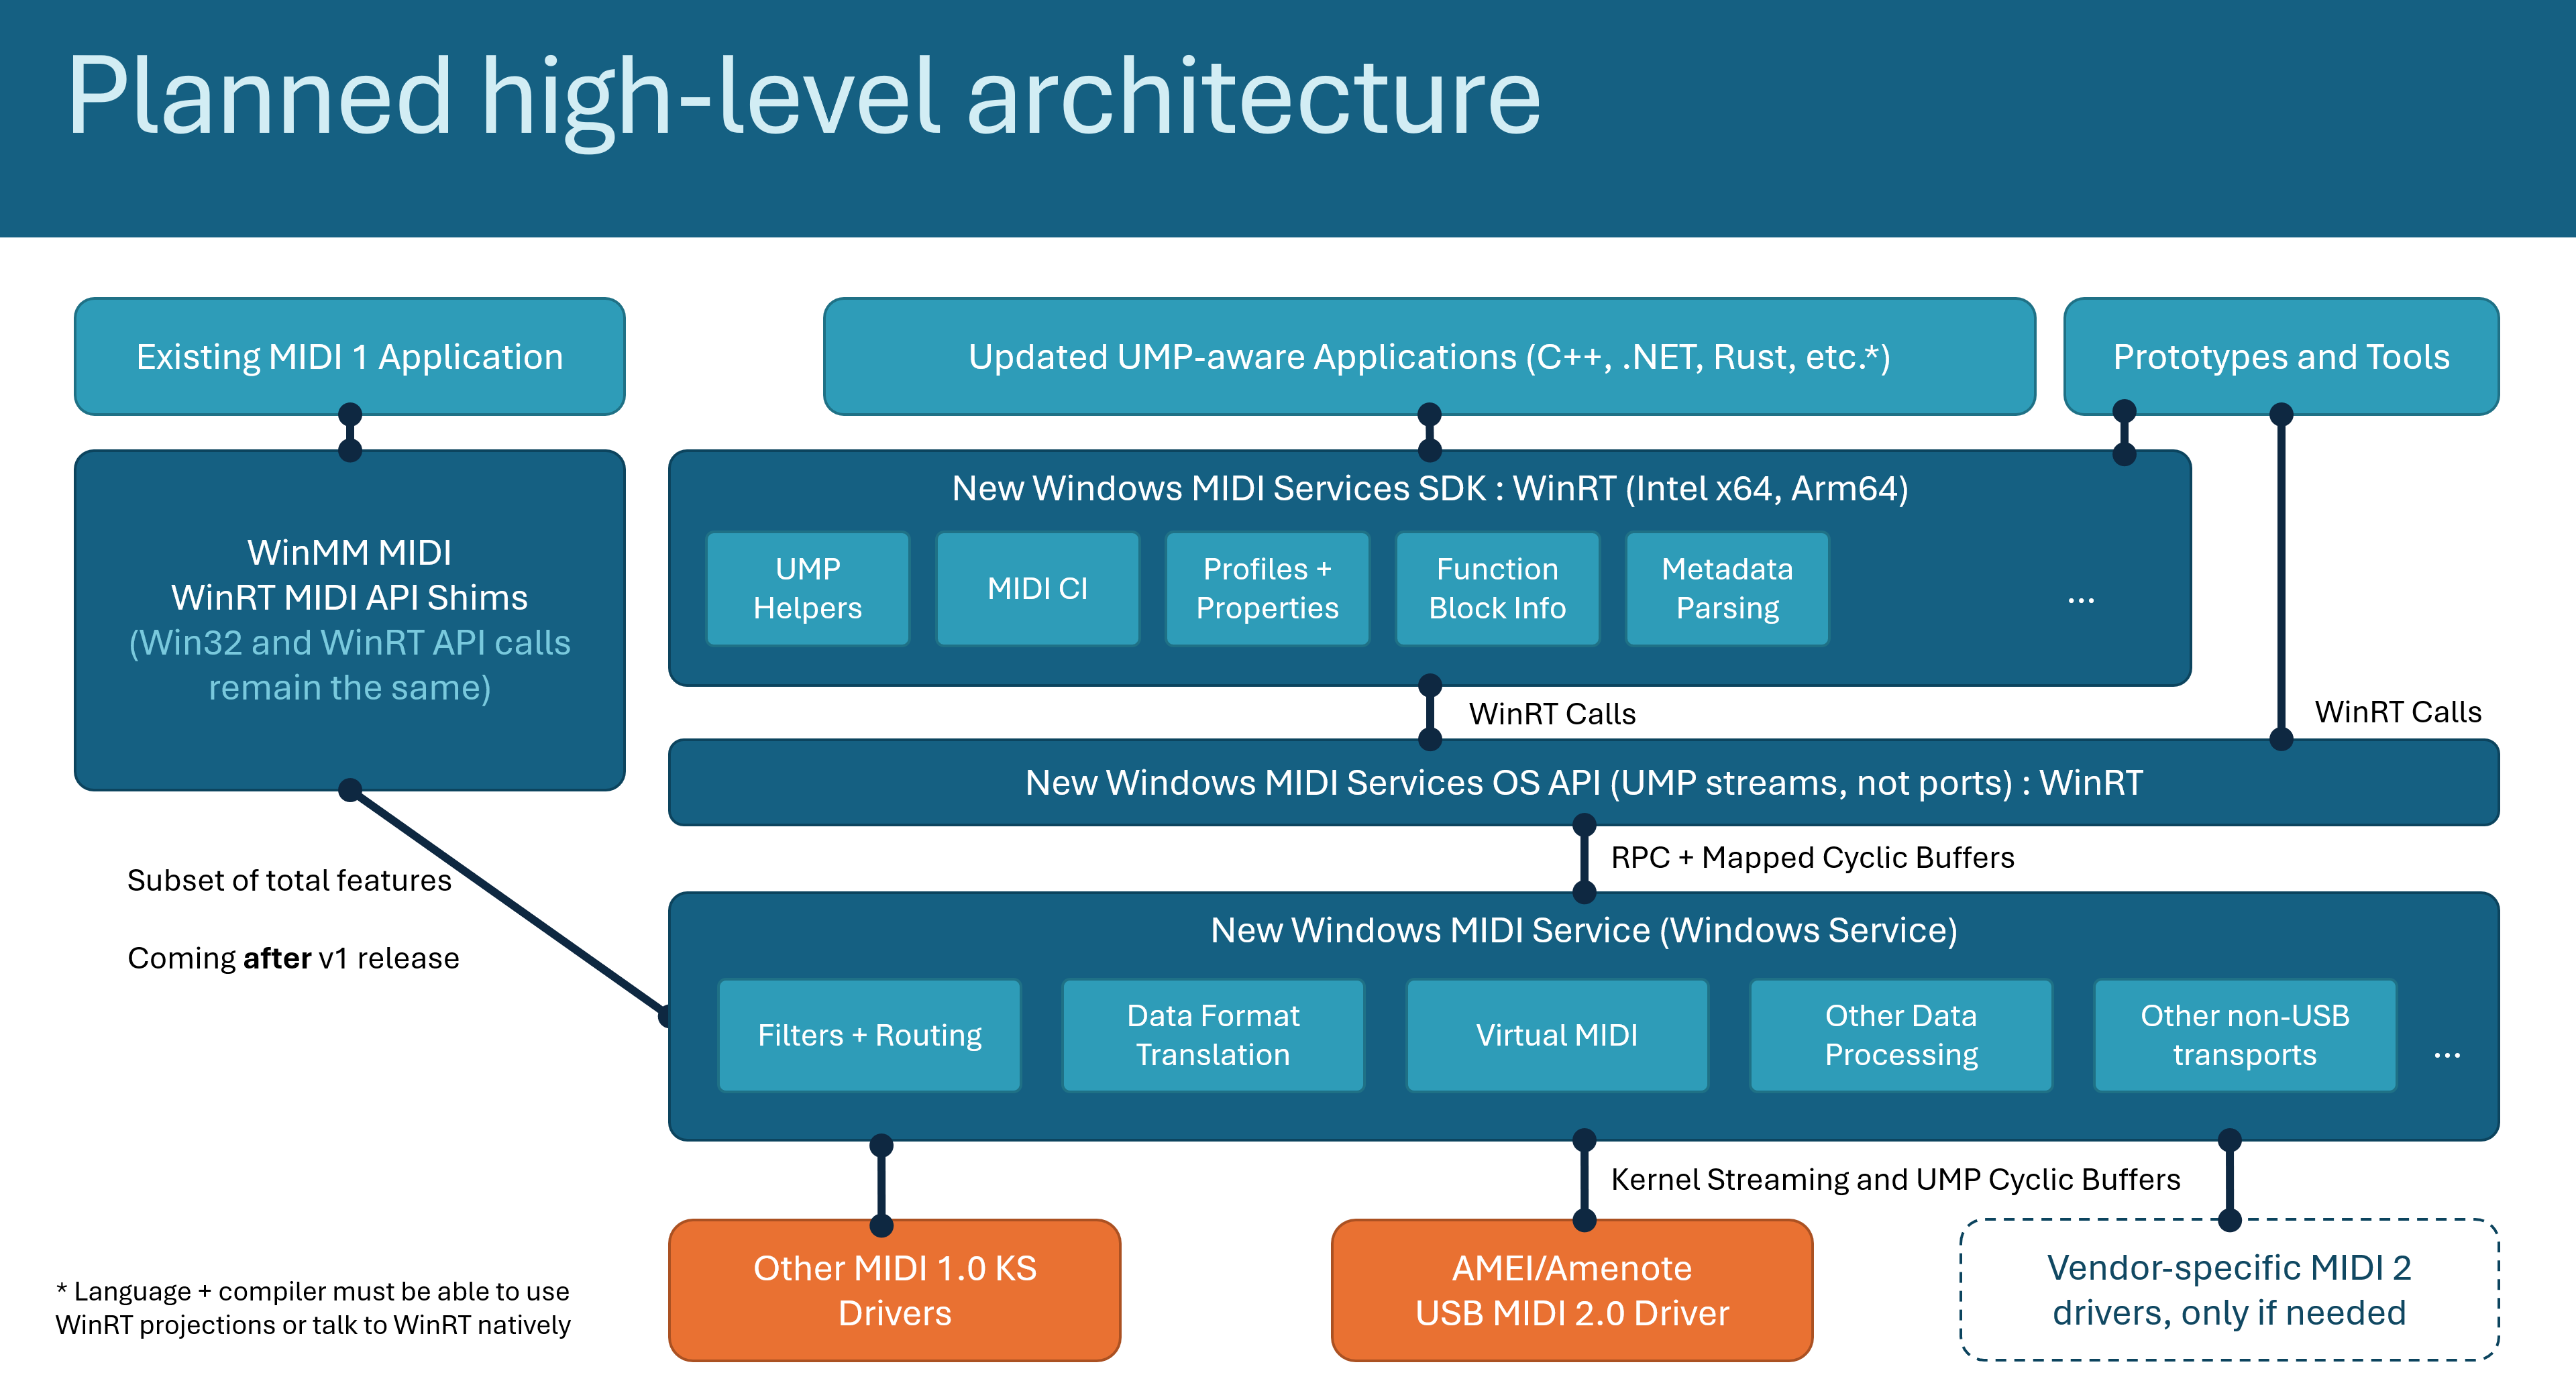 Planned high-level architecture
Existing MIDI 1 Application
Updated UMP-aware Applications (C++, .NET, Rust, etc.*)
Prototypes and Tools
WinMM MIDI
WinRT MIDI API Shims
(Win32 and WinRT API calls
remain the same)
New Windows MIDI Services SDK : WinRT (Intel x64, Arm64)
UMP
Helpers
MIDI CI
Profiles +
Properties
Function
Block Info
Metadata
Parsing
...
WinRT Calls
WinRT Calls
New Windows MIDI Services OS API (UMP streams, not ports) : WinRT
Subset of total features
Coming after v1 release
RPC + Mapped Cyclic Buffers
New Windows MIDI Service (Windows Service)
Filters + Routing
Data Format
Translation
Virtual MIDI
Other Data
Processing
Other non-USB
transports
...
Kernel Streaming and UMP Cyclic Buffers
Other MIDI 1.0 KS
Drivers
AMEI/Amenote
USB MIDI 2.0 Driver
Vendor-specific MIDI 2
drivers, only if needed
* Language + compiler must be able to use
WinRT projections or talk to WinRT natively